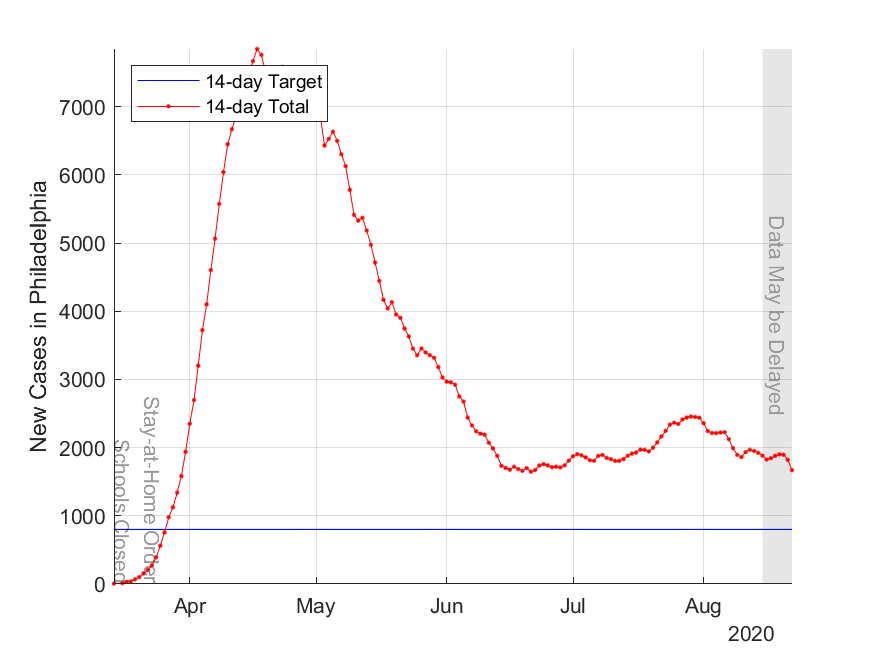 14-day Target
14-day Total
New Cases in Philadelphia
7000
6000
5000
4000
3000
2000
1000
0
Schools Closed
Stay-at-Home Order
Data May be Delayed
Apr
May
Jun
Jul
Aug
2020